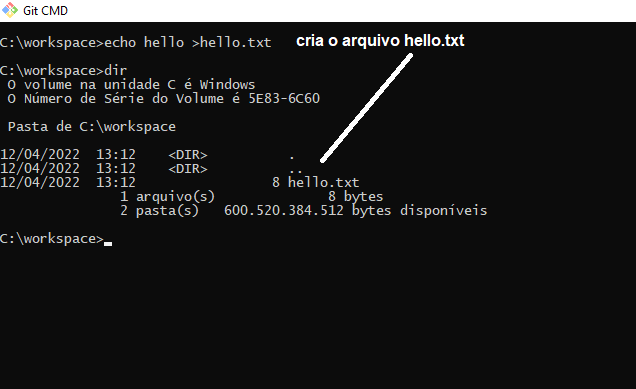 Git CMD
C:\workspace>echo hello >hello.txt cria o arquivo hello.txt
C:\workspace>dir
O volume na unidade C é Windows
O Número de Série do Volume é 5E83-6C60
Pasta de C:\workspace
12/04/2022 13:12 <DIR> .
12/04/2022 13:12 <DIR> ..
12/04/2022 13:12 8 hello.txt
1 arquivo(s) 8 bytes
2 pasta(s) 600.520.384.512 bytes disponíveis
C:\workspace>